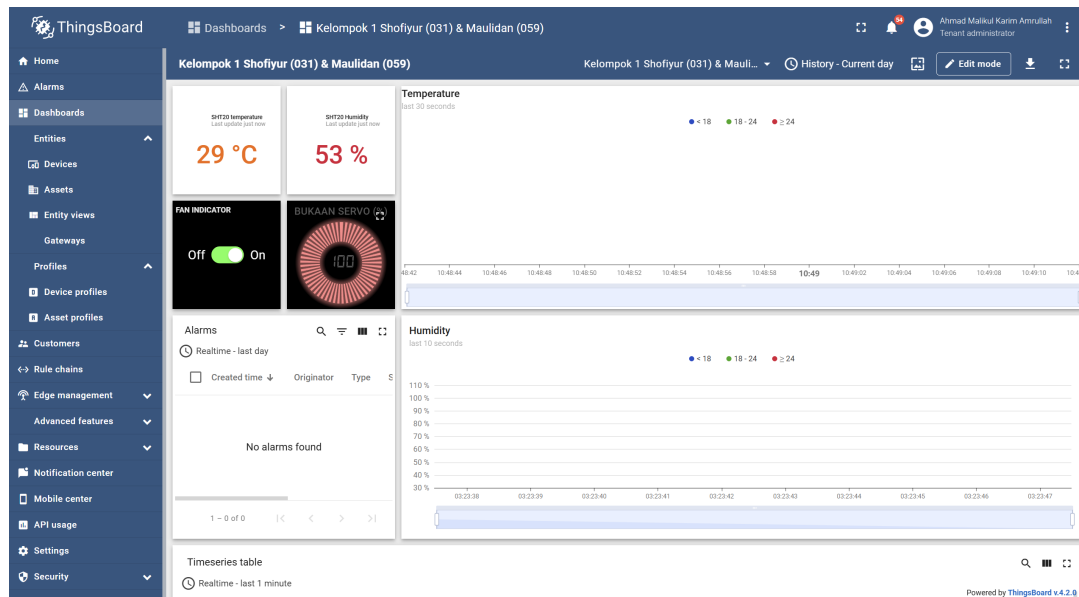 ThingsBoard
Dashboards > Kelompok 1 Shofiyur (031) & Maulidan (059)
54
Ahmad Malikul Karim Amrullah
Tenant administrator
Home
Alarms
Dashboards
Entities
Devices
Assets
Entity views
Gateways
Profiles
D Device profiles
A Asset profiles
Customers
Rule chains
Edge management
Advanced features
Resources
Notification center
Mobile center
API usage
Settings
Security
Kelompok 1 Shofiyur (031) & Maulidan (059)
Kelompok 1 Shofiyur (031) & Mauli...
History - Current day
Edit mode
SHT20 temperature
Last update just now
29 °C
SHT20 Humidity
Last update just now
53 %
FAN INDICATOR
Off On
BUKAAN SERVO (%)
100
Temperature
last 30 seconds
< 18 18 - 24 ≥ 24
48:42 10:48:44 10:48:46 10:48:48 10:48:50 10:48:52 10:48:54 10:48:56 10:48:58 10:49 10:49:02 10:49:04 10:49:06 10:49:08 10:49:10 10:4
Alarms
Realtime - last day
Created time Originator Type S
No alarms found
1 – 0 of 0
Humidity
last 10 seconds
< 18 18 - 24 ≥ 24
110 %
100 %
90 %
80 %
70 %
60 %
50 %
40 %
30 %
03:23:38 03:23:39 03:23:40 03:23:41 03:23:42 03:23:43 03:23:44 03:23:45 03:23:46 03:23:47
Timeseries table
Realtime - last 1 minute
Powered by ThingsBoard v.4.2.0